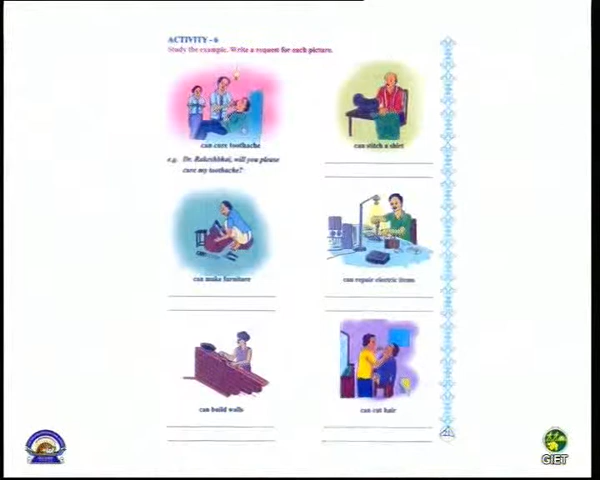 ACTIVITY - 6
Study the example. Write a request for each picture.
can cure toothache
can stitch a shirt
e.g. Dr. Rakeshbhai, will you please
cure my toothache?
can make furniture
can repair electric items
can build walls
can cut hair
GIET